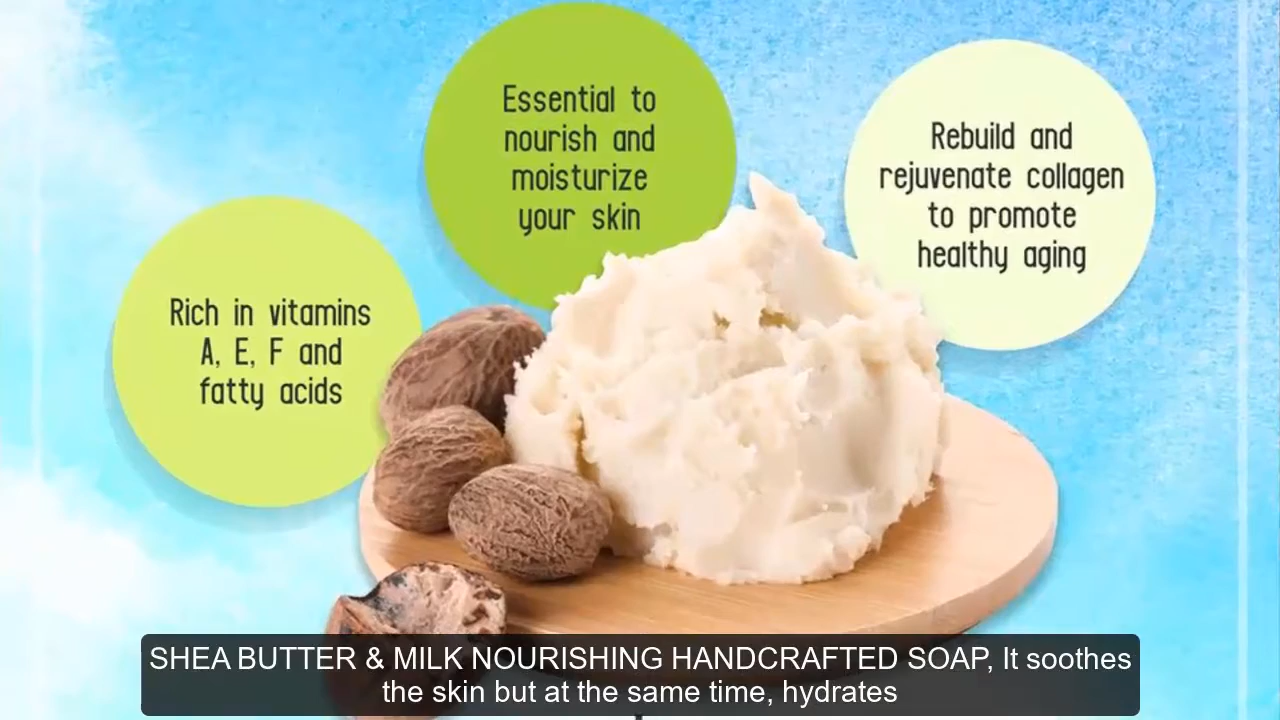 Essential to
nourish and
moisturize
your skin
Rebuild and
rejuvenate collagen
to promote
healthy aging
Rich in vitamins
A, E, F and
fatty acids
SHEA BUTTER & MILK NOURISHING HANDCRAFTED SOAP, It soothes
the skin but at the same time, hydrates